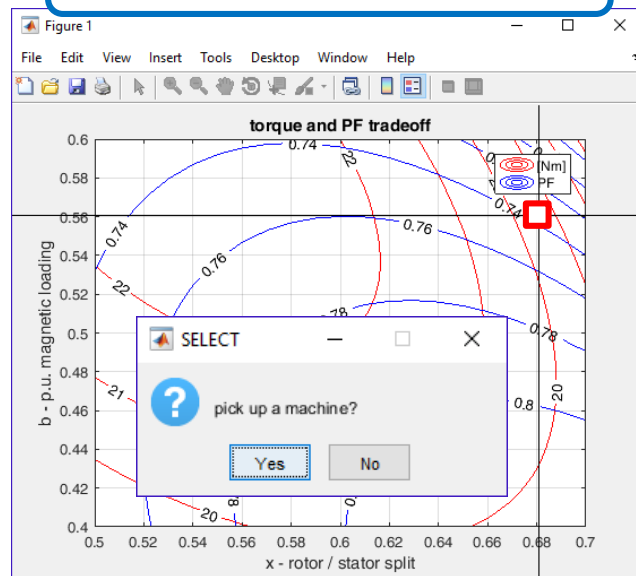 Figure 1
File Edit View Insert Tools Desktop Window Help
torque and PF tradeoff
0.6
0.58
0.56
0.54
0.52
0.5
0.48
0.46
0.44
0.42
0.4
b - p.u. magnetic loading
0.74
22
[Nm]
PF
0.74
0.74
0.76
0.76
22
0.78
0.78
21
20
0.8
20
SELECT
pick up a machine?
Yes No
0.5 0.52 0.54 0.56 0.58 0.6 0.62 0.64 0.66 0.68 0.7
x - rotor / stator split